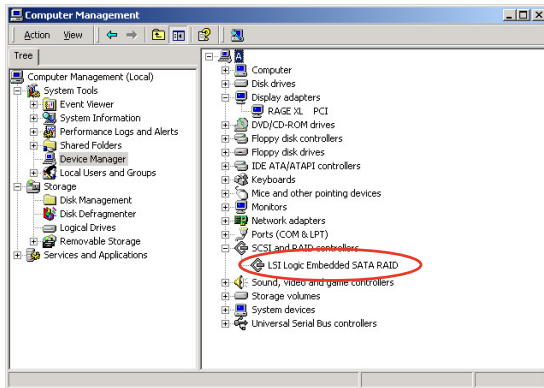 Computer Management
Action View
Tree
Computer Management (Local)
System Tools
Event Viewer
System Information
Performance Logs and Alerts
Shared Folders
Device Manager
Local Users and Groups
Storage
Disk Management
Disk Defragmenter
Logical Drives
Removable Storage
Services and Applications
A
Computer
Disk drives
Display adapters
RAGE XL PCI
DVD/CD-ROM drives
Floppy disk controllers
Floppy disk drives
IDE ATA/ATAPI controllers
Keyboards
Mice and other pointing devices
Monitors
Network adapters
Ports (COM & LPT)
SCSI and RAID controllers
LSI Logic Embedded SATA RAID
Sound, video and game controllers
Storage volumes
System devices
Universal Serial Bus controllers